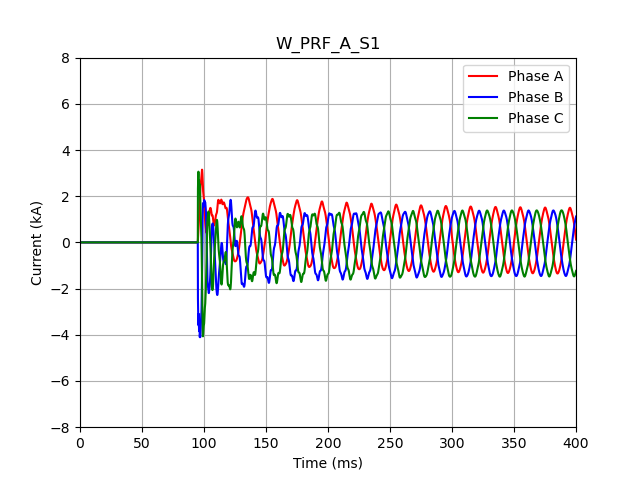 W_PRF_A_S1
Phase A
Phase B
Phase C
Current (kA)
8
6
4
2
0
−2
−4
−6
−8
0 50 100 150 200 250 300 350 400
Time (ms)